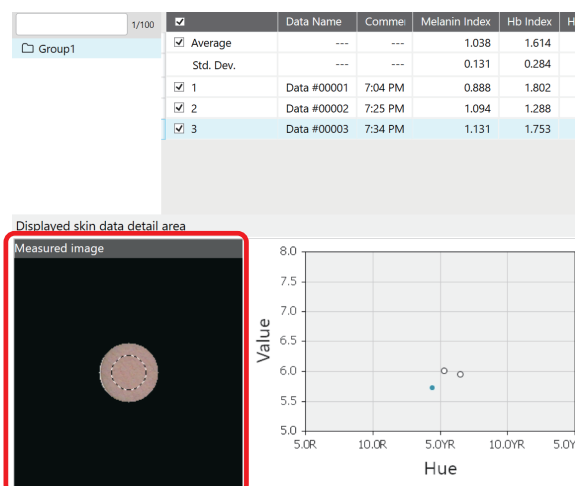 1/100
Group1
Data Name Commer Melanin Index Hb Index H
Average --- --- 1.038 1.614
Std. Dev. --- --- 0.131 0.284
1 Data #00001 7:04 PM 0.888 1.802
2 Data #00002 7:25 PM 1.094 1.288
3 Data #00003 7:34 PM 1.131 1.753
Displayed skin data detail area
Measured image
8.0
7.5
7.0
6.5
6.0
5.5
5.0
Value
5.0R 10.0R 5.0YR 10.0YR 5.0Y
Hue